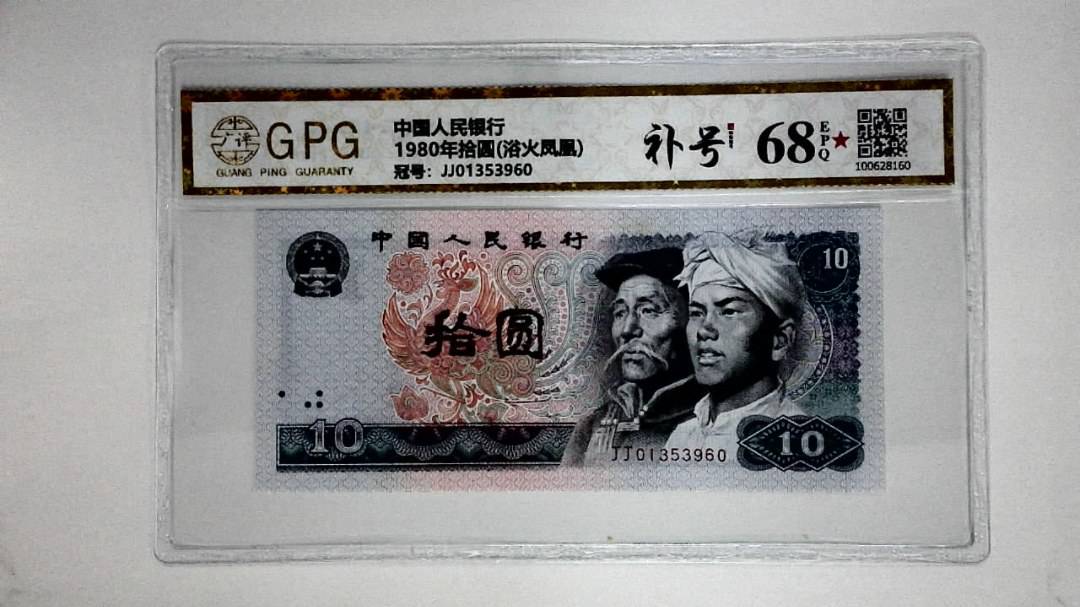 广评
GPG
GUANG PING GUARANTY
中国人民银行
1980年拾圆(浴火凤凰)
冠号：JJ01353960
补号
68
EPQ
100628160
中国人民银行
10
拾圆
10
JJ01353960
10